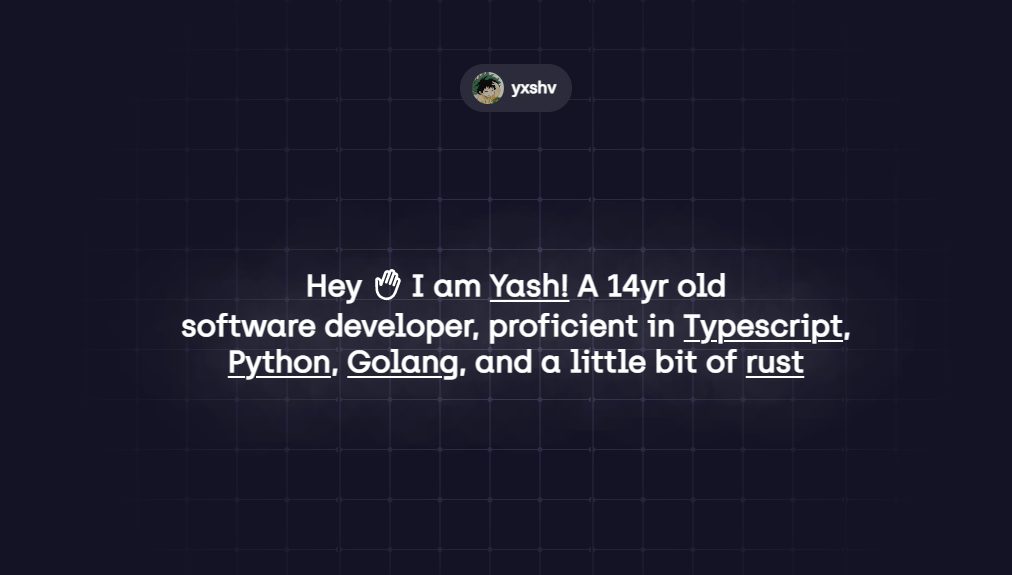 yxshv
Hey 👋 I am Yash! A 14yr old
software developer, proficient in Typescript,
Python, Golang, and a little bit of rust